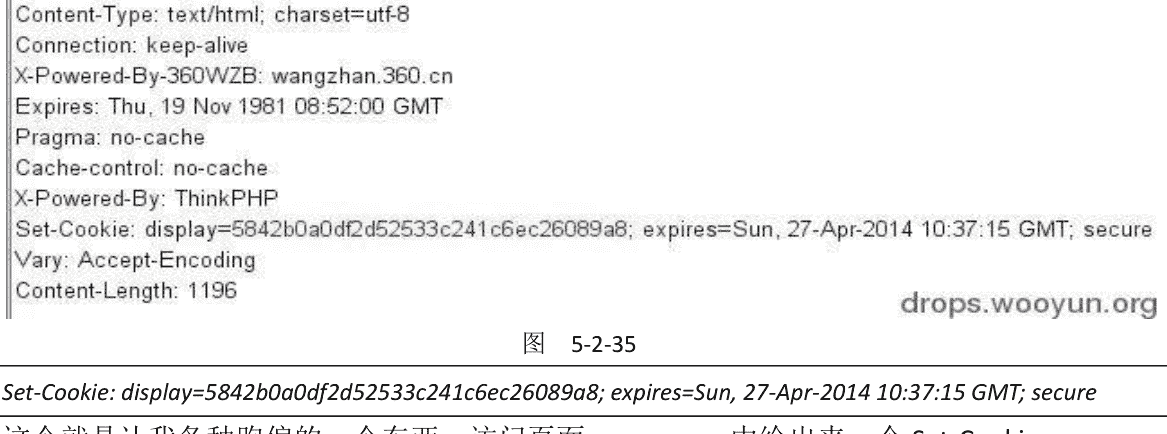 Content-Type: text/html; charset=utf-8
Connection: keep-alive
X-Powered-By-360WZB: wangzhan.360.cn
Expires: Thu, 19 Nov 1981 08:52:00 GMT
Pragma: no-cache
Cache-control: no-cache
X-Powered-By: ThinkPHP
Set-Cookie: display=5842b0a0df2d52533c241c6ec26089a8; expires=Sun, 27-Apr-2014 10:37:15 GMT; secure
Vary: Accept-Encoding
Content-Length: 1196
drops.wooyun.org
图 5-2-35
Set-Cookie: display=5842b0a0df2d52533c241c6ec26089a8; expires=Sun, 27-Apr-2014 10:37:15 GMT; secure